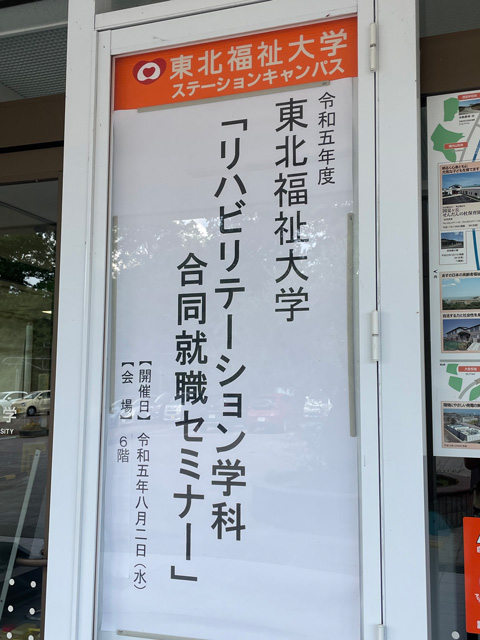 東北福祉大学
ステーションキャンパス
令和五年度
東北福祉大学
「リハビリテーション学科
合同就職セミナー」
【開催日】令和五年八月二日(水)
【会　場】6階
学
SITY